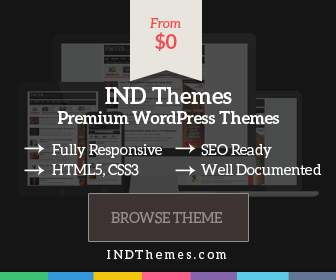 From
$0
IND Themes
Premium WordPress Themes
→ Fully Responsive → SEO Ready
→ HTML5, CSS3 → Well Documented
BROWSE THEME
INDThemes.com